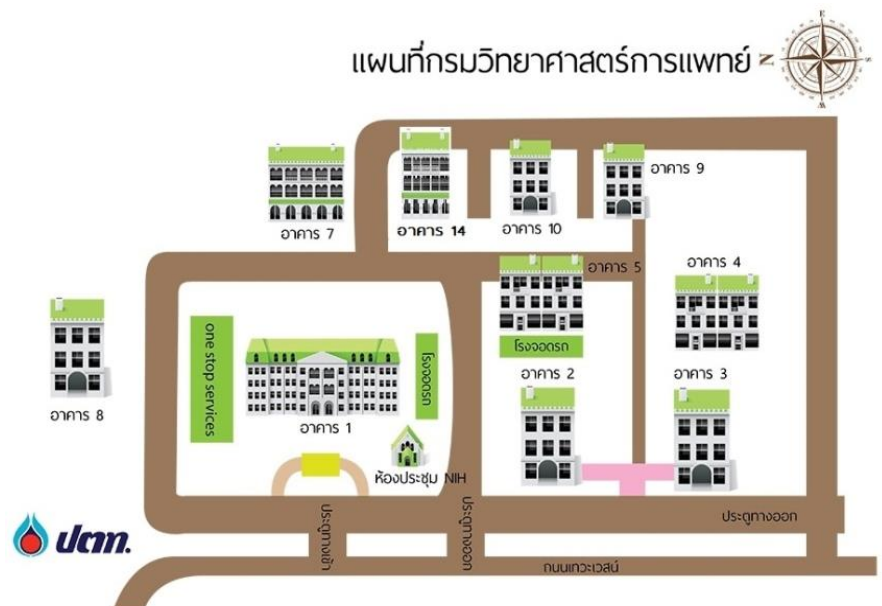 แผนที่กรมวิทยาศาสตร์การแพทย์
N
E
S
W
อาคาร 7
อาคาร 14
อาคาร 10
อาคาร 9
อาคาร 5
อาคาร 4
one stop services
โรงจอดรถ
โรงจอดรถ
อาคาร 8
อาคาร 1
อาคาร 2
อาคาร 3
ห้องประชุม NIH
ประตูทางเข้า
ประตูทางออก
ประตูทางออก
ปตท.
ถนนเทวะเวสน์